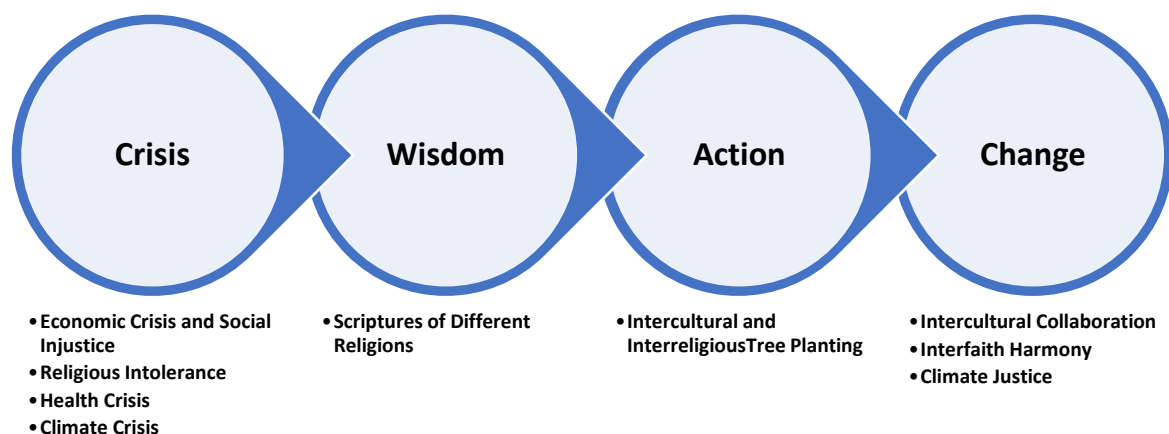 Crisis
Wisdom
Action
Change
•Economic Crisis and Social
Injustice
•Religious Intolerance
•Health Crisis
•Climate Crisis
•Scriptures of Different
Religions
•Intercultural and
InterreligiousTree Planting
•Intercultural Collaboration
•Interfaith Harmony
•Climate Justice